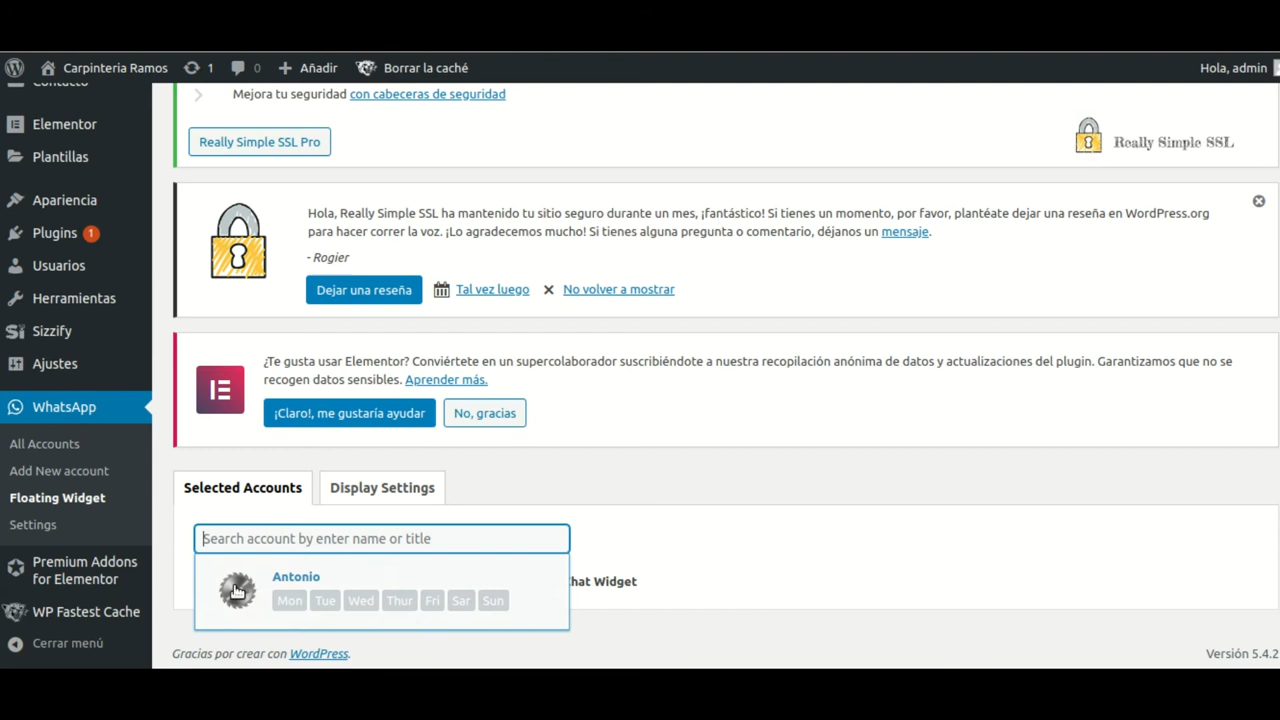 Carpinteria Ramos
1
0
Añadir
Borrar la caché
Hola, admin
Contacto
Elementor
Plantillas
Apariencia
Plugins 1
Usuarios
Herramientas
Sizzify
Ajustes
WhatsApp
All Accounts
Add New account
Floating Widget
Settings
Premium Addons
for Elementor
WP Fastest Cache
Cerrar menú
Mejora tu seguridad con cabeceras de seguridad
Really Simple SSL Pro
Really Simple SSL
Hola, Really Simple SSL ha mantenido tu sitio seguro durante un mes, ¡fantástico! Si tienes un momento, por favor, plantéate dejar una reseña en WordPress.org
para hacer correr la voz. ¡Lo agradecemos mucho! Si tienes alguna pregunta o comentario, déjanos un mensaje.
- Rogier
Dejar una reseña
Tal vez luego
No volver a mostrar
¿Te gusta usar Elementor? Conviértete en un supercolaborador suscribiéndote a nuestra recopilación anónima de datos y actualizaciones del plugin. Garantizamos que no se
recogen datos sensibles. Aprender más.
¡Claro!, me gustaría ayudar
No, gracias
Selected Accounts
Display Settings
Search account by enter name or title
Antonio
Mon Tue Wed Thur Fri Sar Sun
hat Widget
Gracias por crear con WordPress.
Versión 5.4.2